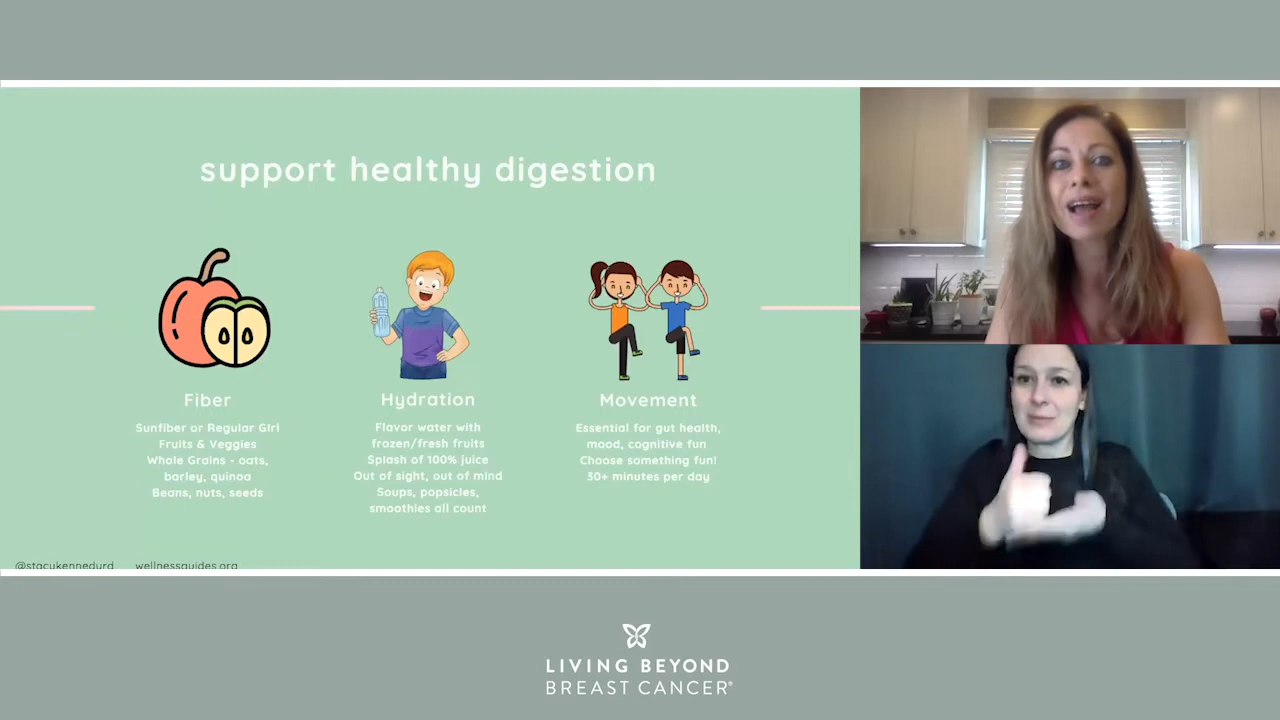 support healthy digestion
Fiber
Sunfiber or Regular Girl
Fruits & Veggies
Whole Grains - oats,
barley, quinoa
Beans, nuts, seeds
Hydration
Flavor water with
frozen/fresh fruits
Splash of 100% juice
Out of sight, out of mind
Soups, popsicles,
smoothies all count
Movement
Essential for gut health,
mood, cognitive fun
Choose something fun!
30+ minutes per day
@stacykennedyrd wellnessguides.org
LIVING BEYOND
BREAST CANCER®